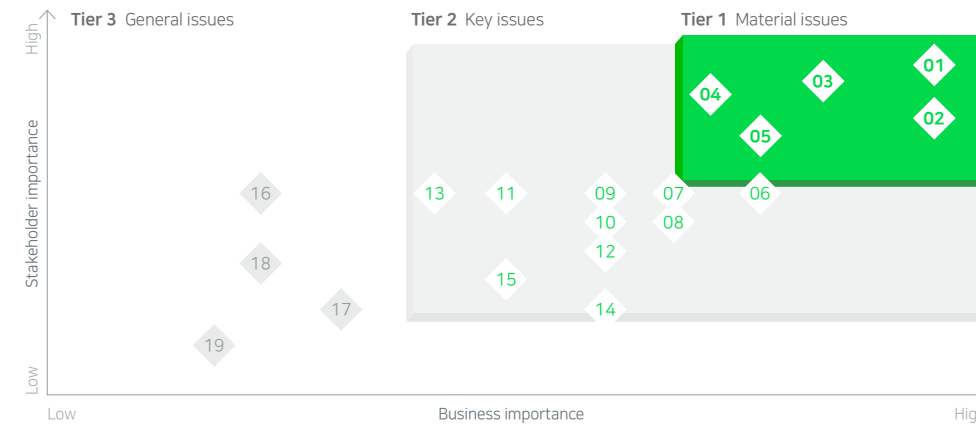 Tier 3 General issues
Tier 2 Key issues
Tier 1 Material issues
High
Stakeholder importance
Low
01
03
04
02
05
16
13
11
09
07
06
10
08
12
18
15
17
14
19
Low
Business importance
Hig